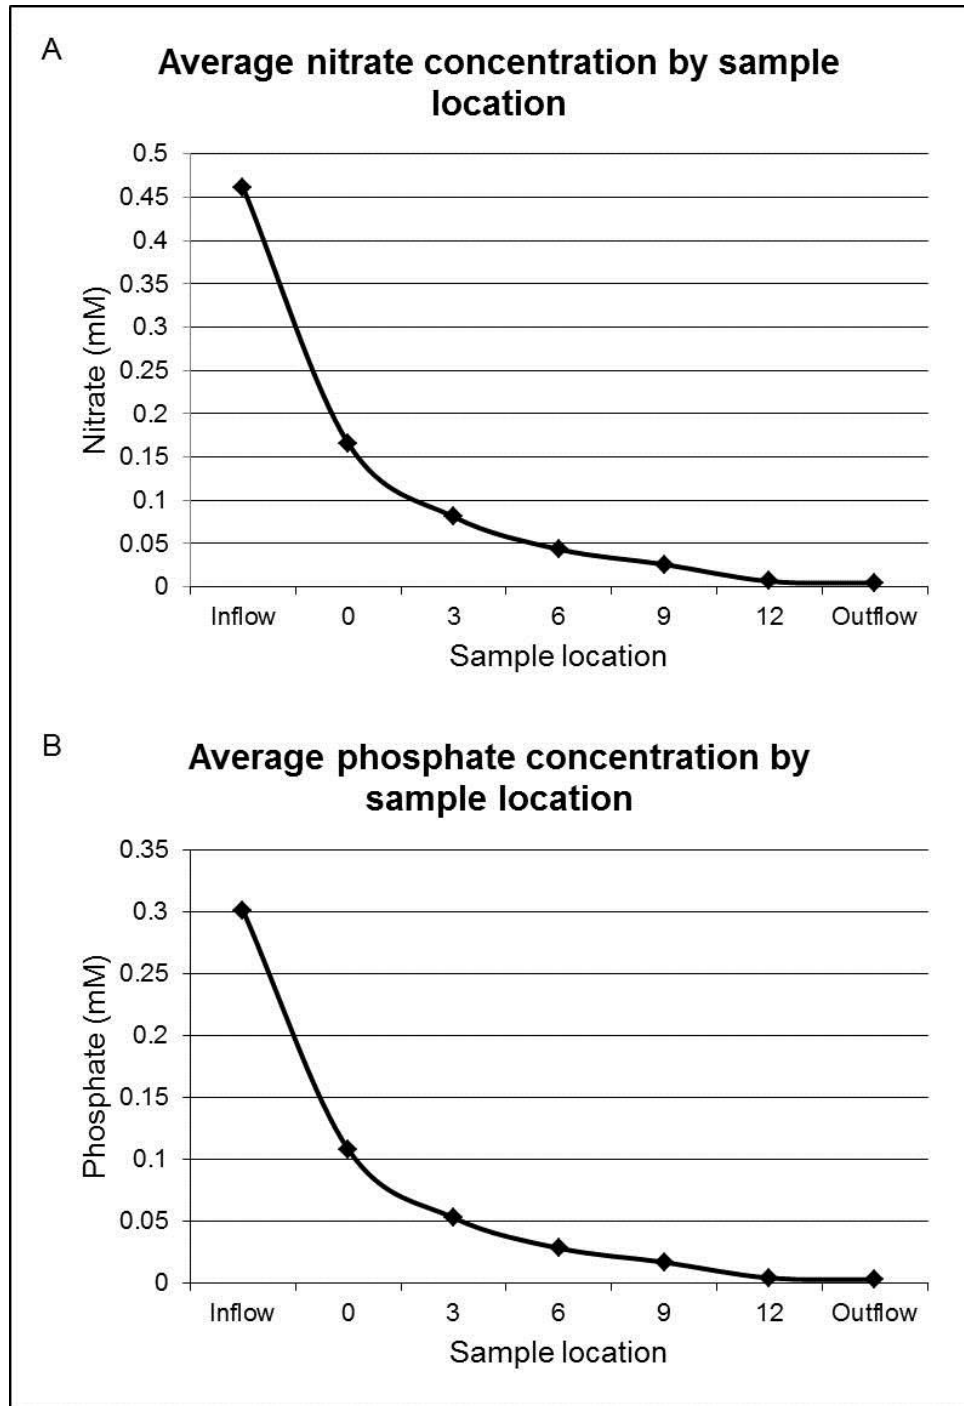 A
Average nitrate concentration by sample
location
0.5
0.45
0.4
0.35
0.3
0.25
0.2
0.15
0.1
0.05
0
Nitrate (mM)
Inflow 0 3 6 9 12 Outflow
Sample location
B
Average phosphate concentration by
sample location
0.35
0.3
0.25
0.2
0.15
0.1
0.05
0
Phosphate (mM)
Inflow 0 3 6 9 12 Outflow
Sample location